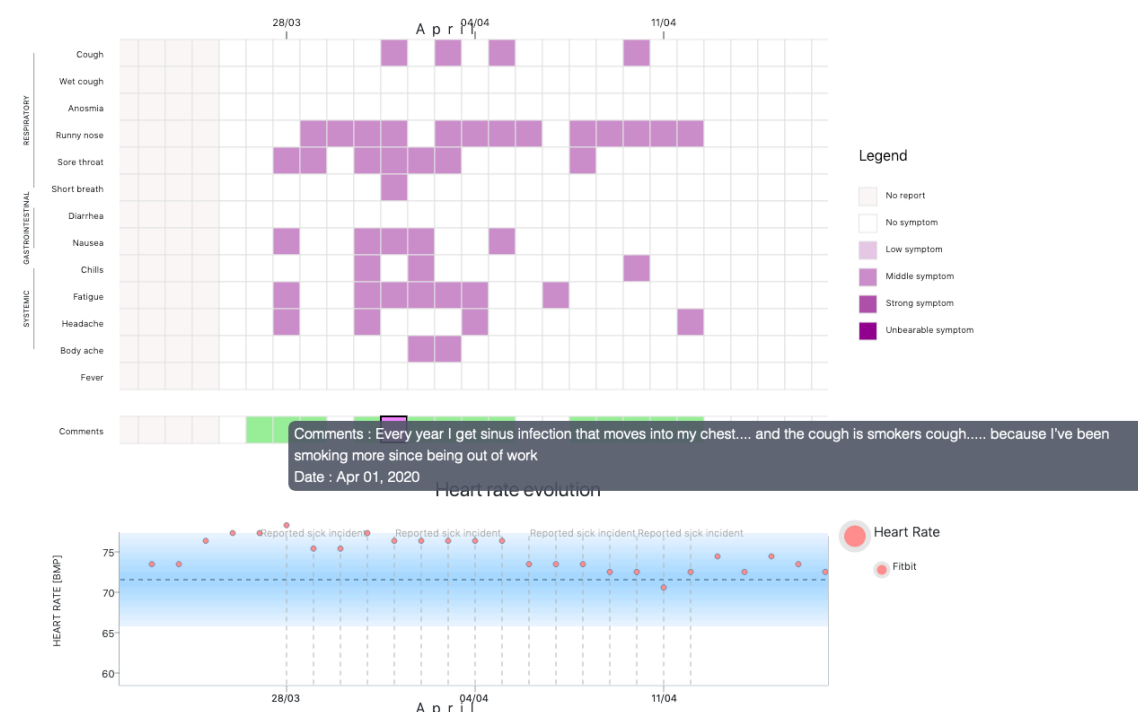 28/03
04/04
11/04
April
RESPIRATORY
Cough
Wet cough
Anosmia
Runny nose
Sore throat
Short breath
GASTROINTESTINAL
Diarrhea
Nausea
SYSTEMIC
Chills
Fatigue
Headache
Body ache
Fever
Legend
No report
No symptom
Low symptom
Middle symptom
Strong symptom
Unbearable symptom
Comments
Comments : Every year I get sinus infection that moves into my chest.... and the cough is smokers cough..... because I've been
smoking more since being out of work
Date : Apr 01, 2020
Heart rate evolution
Reported sick incident
Reported sick incident
Reported sick incident
Reported sick incident
HEART RATE [BMP]
75
70
65
60
Heart Rate
Fitbit
28/03
04/04
11/04
April